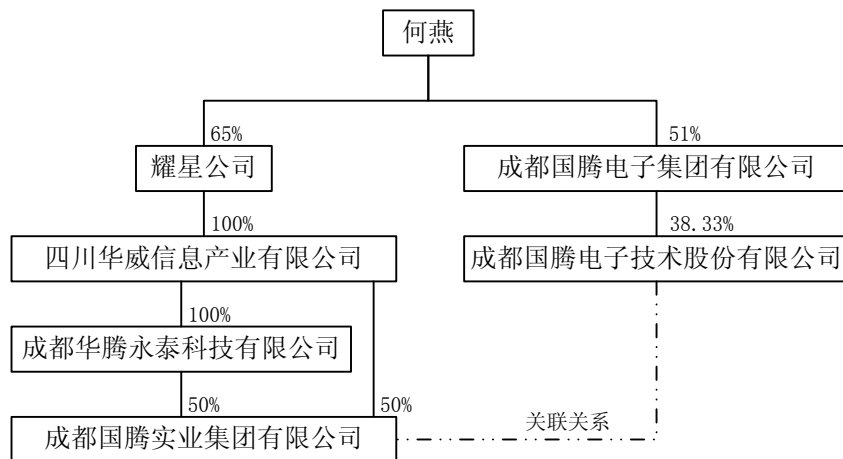 何燕
65%
51%
耀星公司
成都国腾电子集团有限公司
100%
38.33%
四川华威信息产业有限公司
成都国腾电子技术股份有限公司
100%
成都华腾永泰科技有限公司
50%
50%
关联关系
成都国腾实业集团有限公司